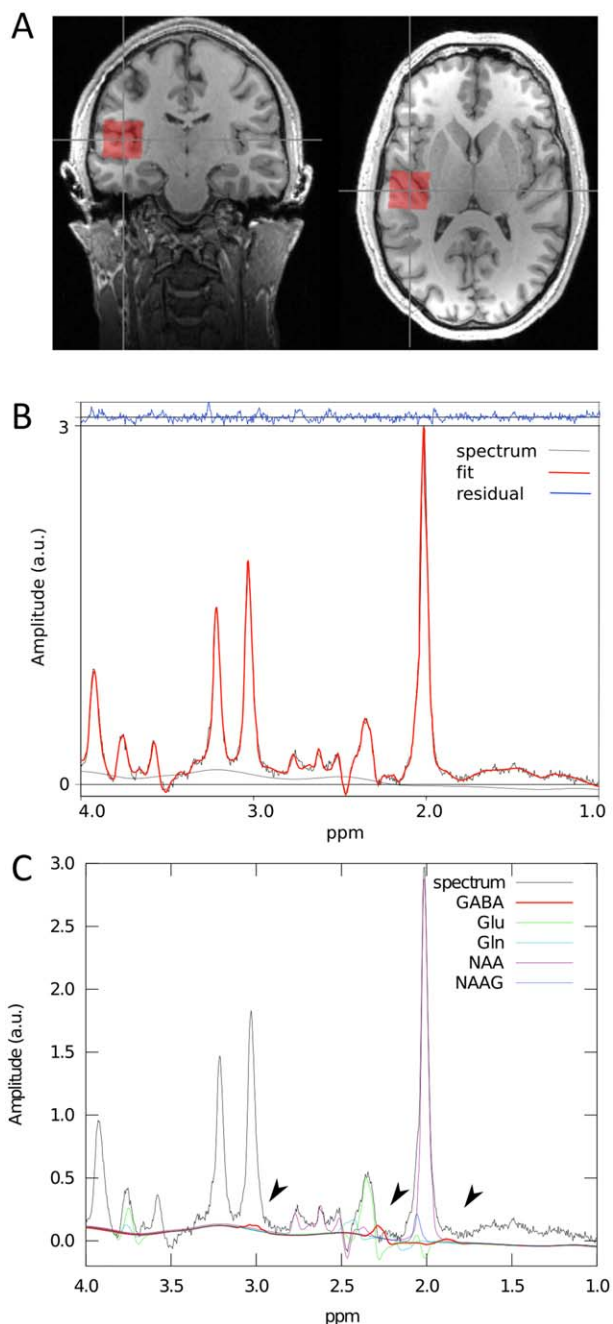 A
B
3
spectrum
fit
residual
Amplitude (a.u.)
0
4.0 3.0 2.0 1.0
ppm
C
3.0
spectrum
GABA
2.5
Glu
Gln
2.0
NAA
NAAG
1.5
Amplitude (a.u.)
1.0
0.5
0.0
4.0 3.5 3.0 2.5 2.0 1.5 1.0
ppm